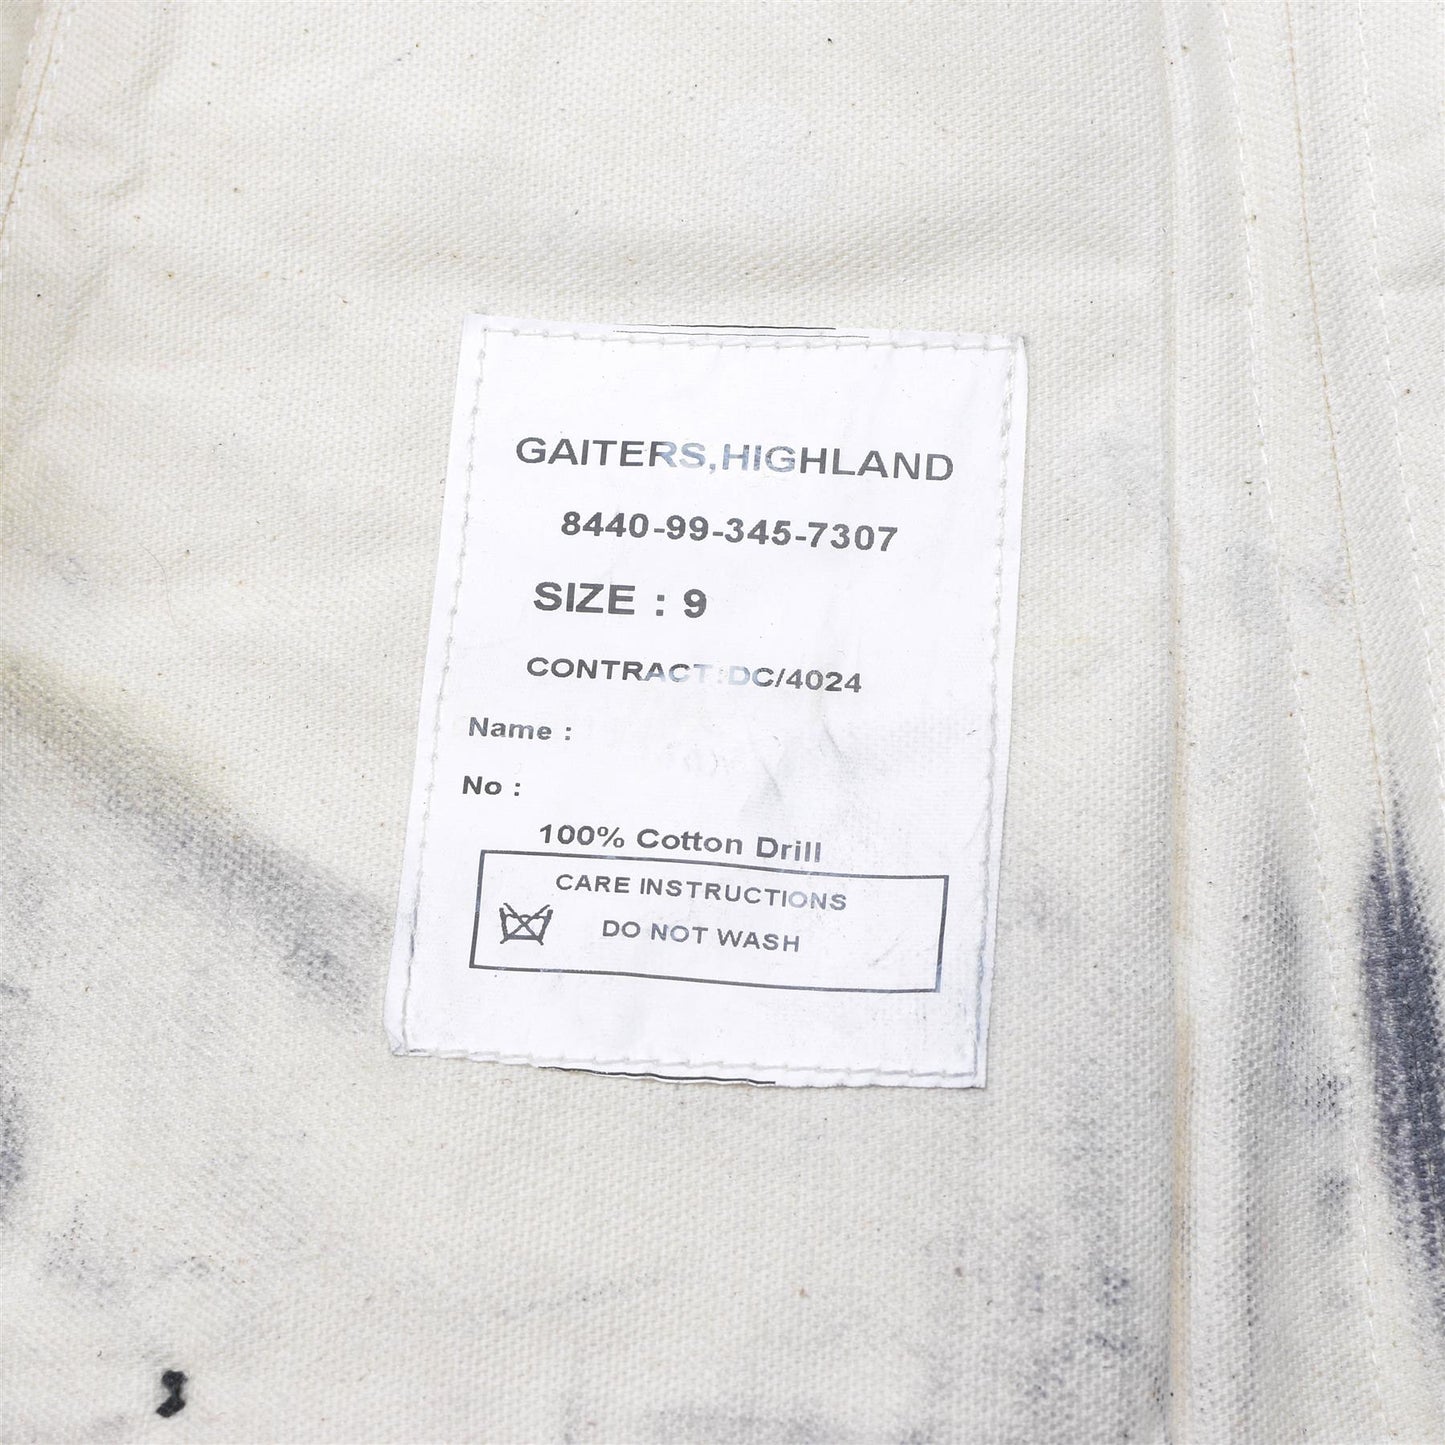 GAITERS,HIGHLAND
8440-99-345-7307
SIZE : 9
CONTRACT:DC/4024
Name :
No :
100% Cotton Drill
CARE INSTRUCTIONS
DO NOT WASH